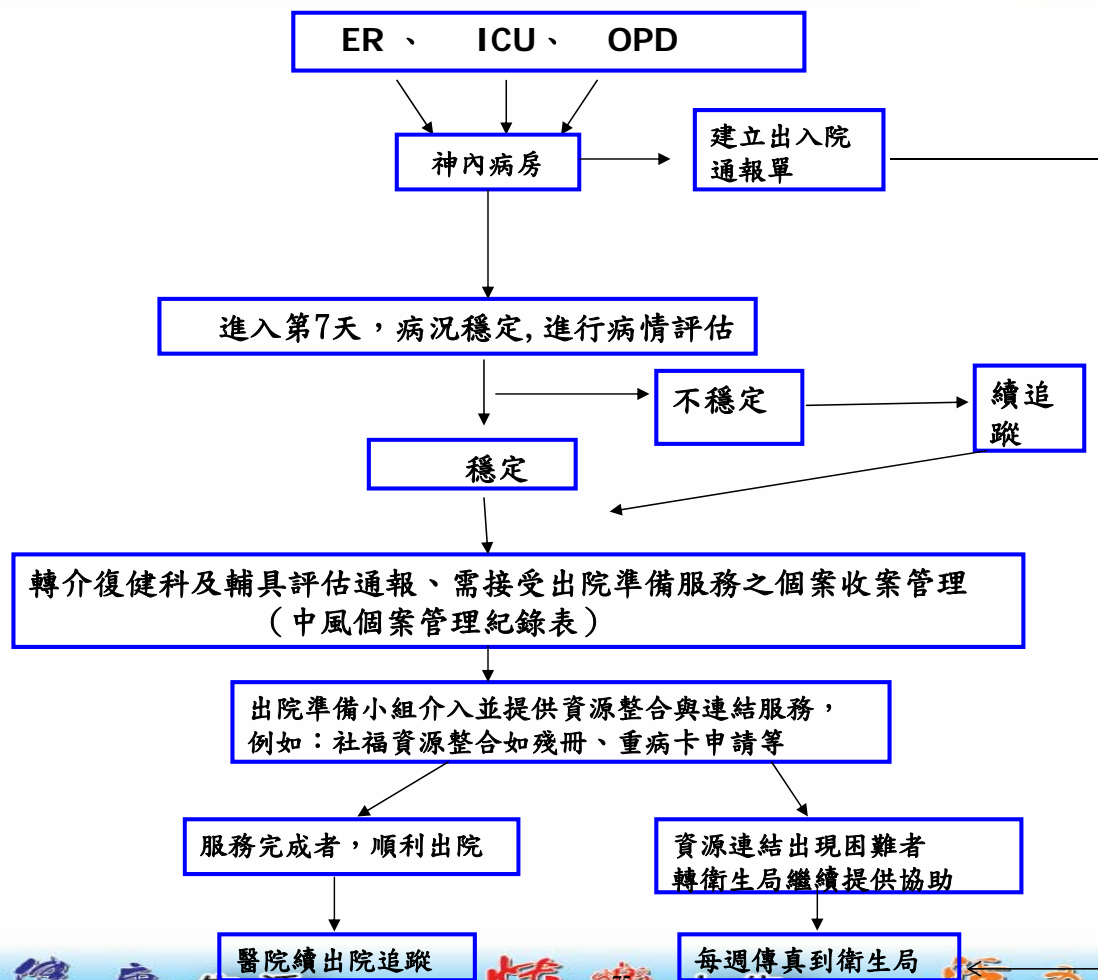 ER 、 ICU、 OPD
神內病房
建立出入院
通報單
進入第7天，病況穩定,進行病情評估
不穩定
續追
蹤
穩定
轉介復健科及輔具評估通報、需接受出院準備服務之個案收案管理
（中風個案管理紀錄表）
出院準備小組介入並提供資源整合與連結服務，
例如：社福資源整合如殘冊、重病卡申請等
服務完成者，順利出院
資源連結出現困難者
轉衛生局繼續提供協助
醫院續出院追蹤
每週傳真到衛生局